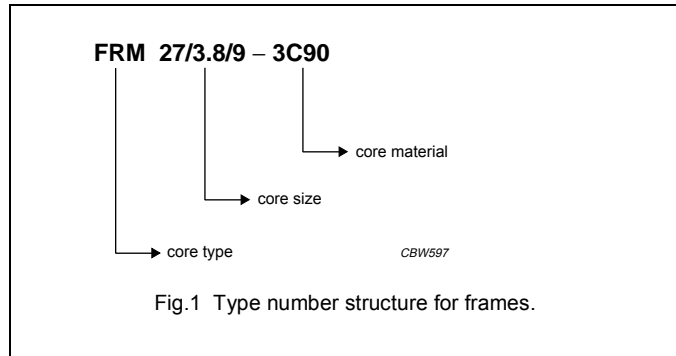 FRM 27/3.8/9 – 3C90
core material
core size
core type
CBW597
Fig.1 Type number structure for frames.